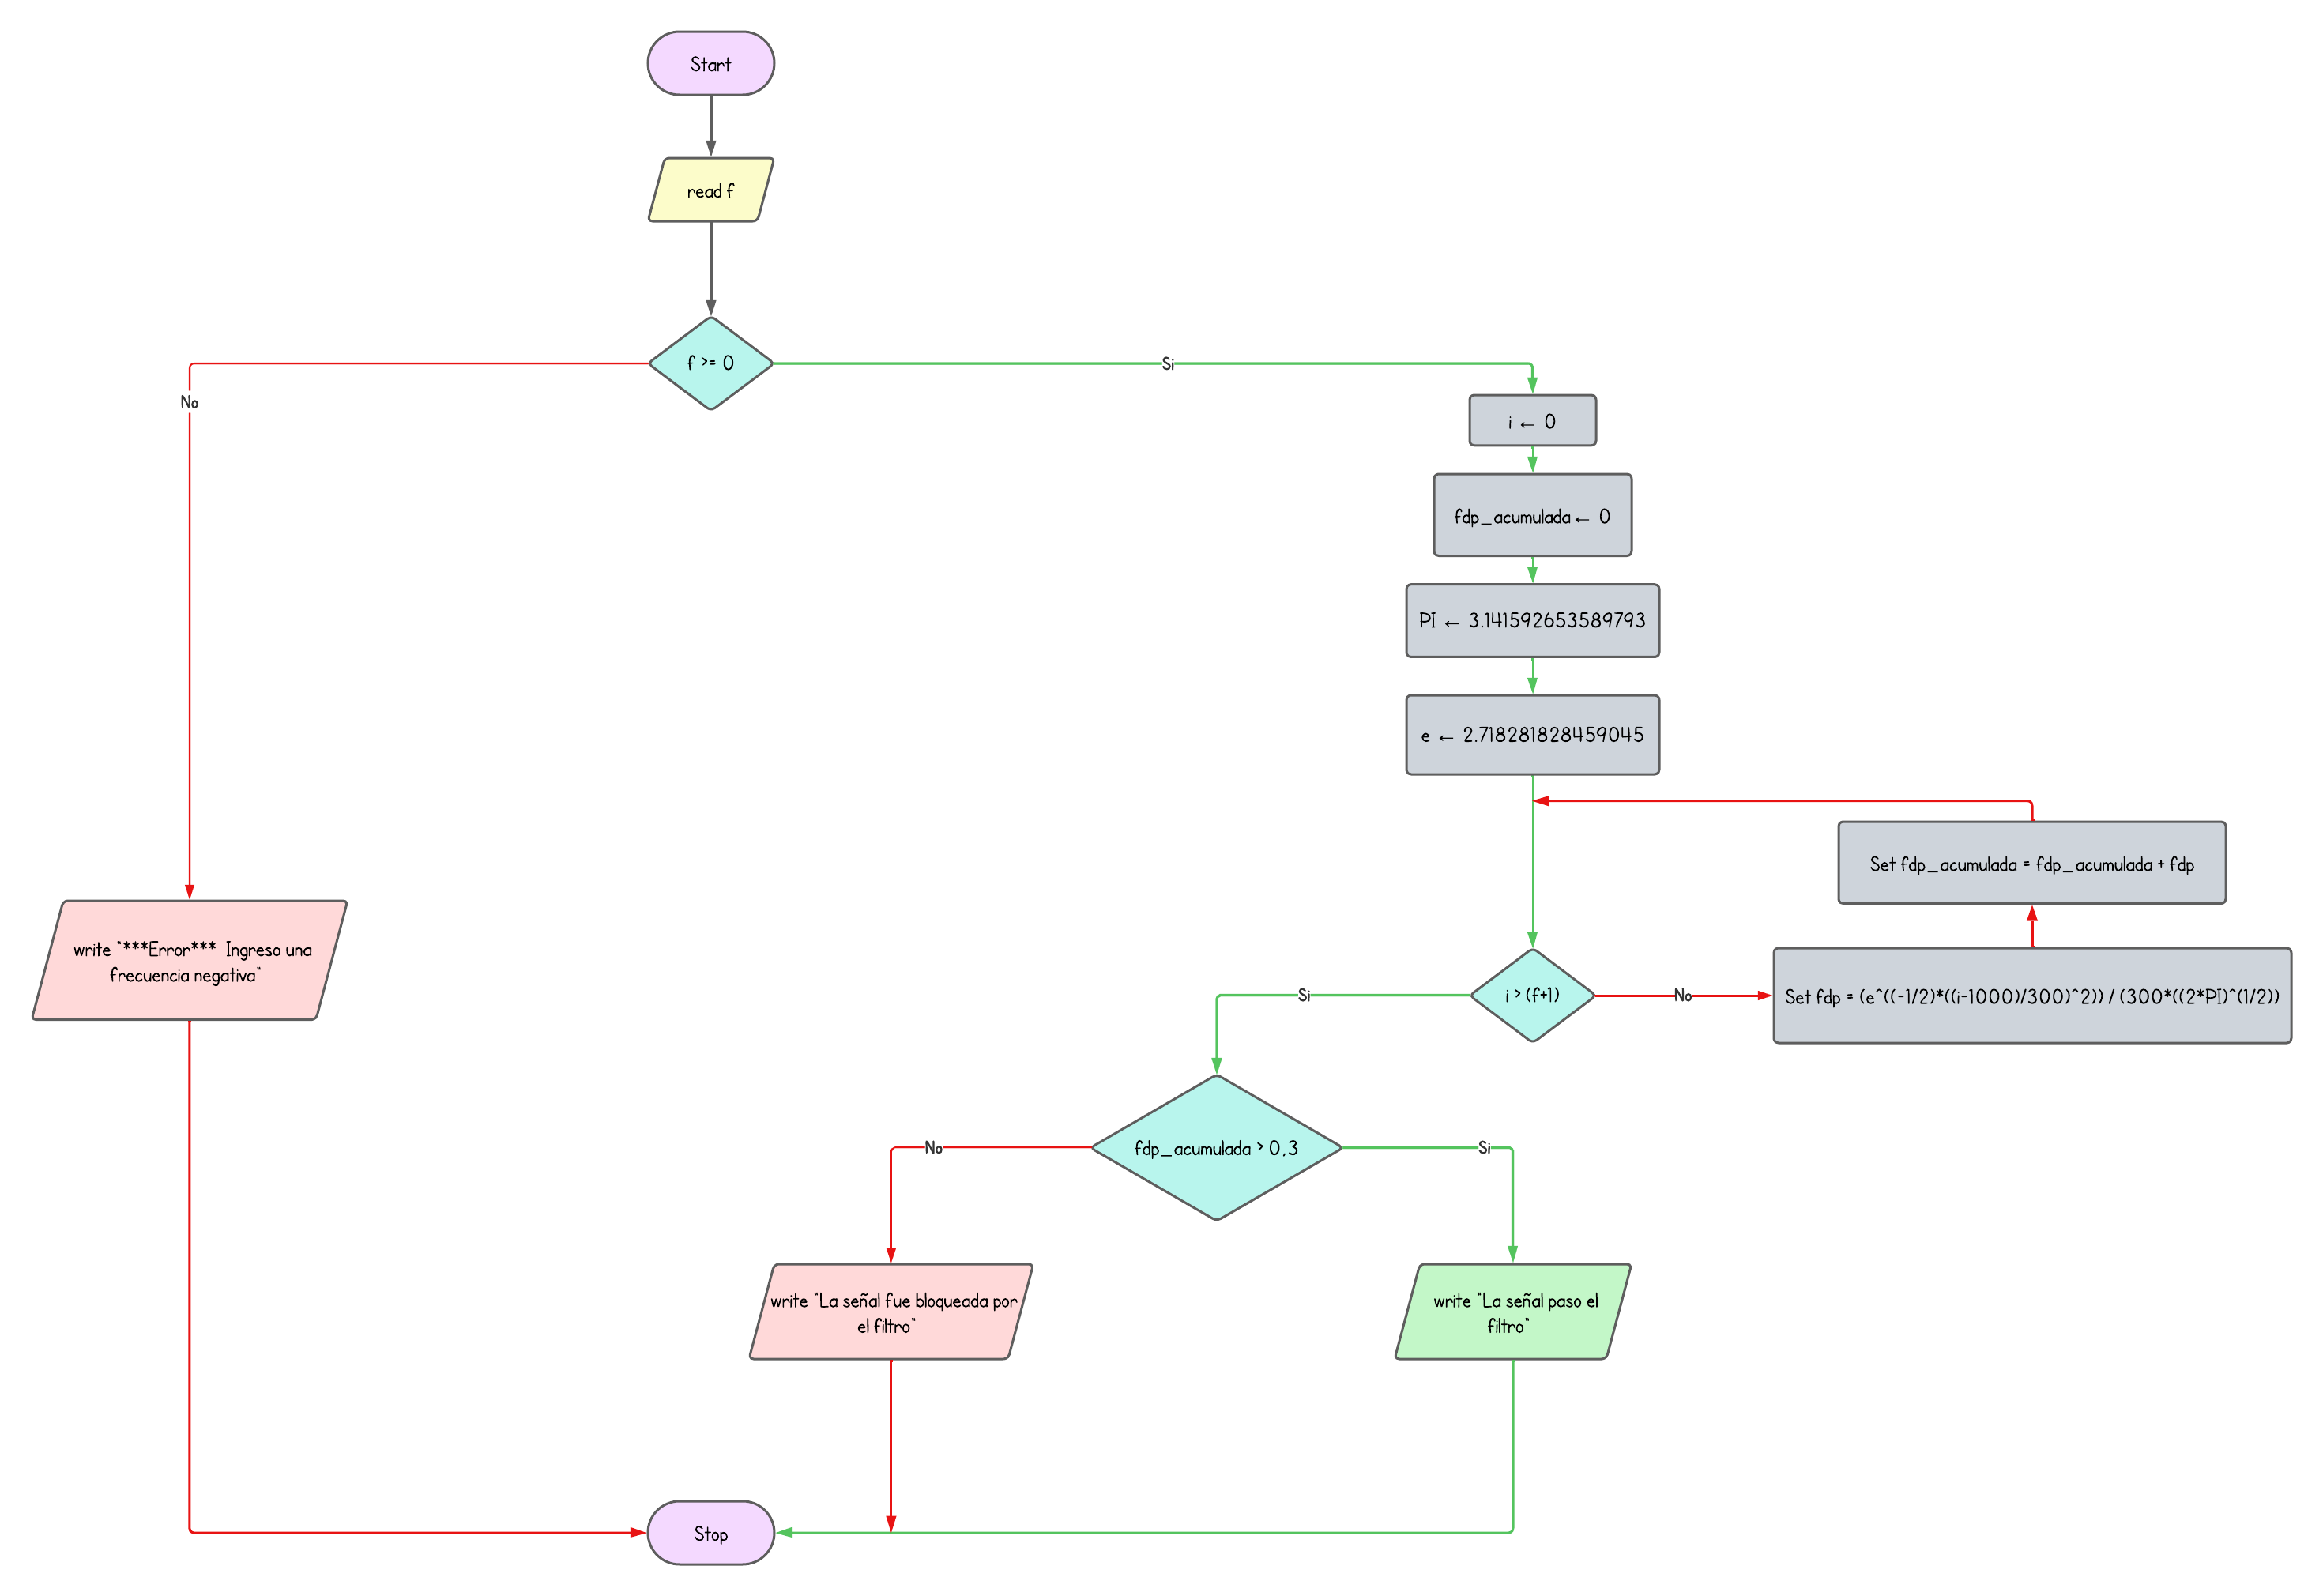 Start
read f
f >= 0
No
Si
i ← 0
fdp_acumulada ← 0
PI ← 3.141592653589793
e ← 2.718281828459045
Set fdp_acumulada = fdp_acumulada + fdp
write "***Error***  Ingreso una
frecuencia negativa"
i > (f+1)
Si
No
Set fdp = (e^((-1/2)*((i-1000)/300)^2)) / (300*((2*PI)^(1/2))
fdp_acumulada > 0,3
No
Si
write "La señal fue bloqueada por
el filtro"
write "La señal paso el
filtro"
Stop